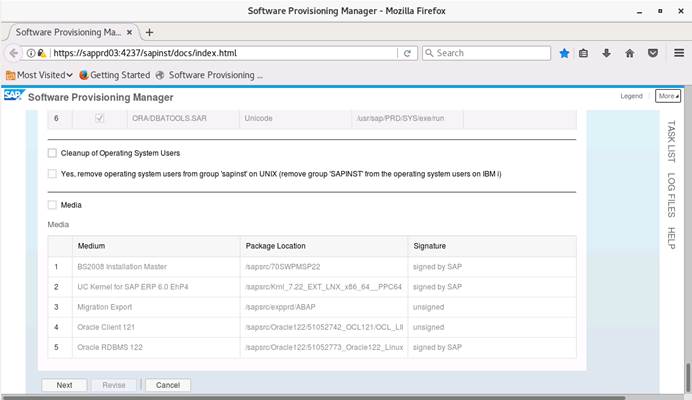 Software Provisioning Manager - Mozilla Firefox
Software Provisioning Ma...
https://sapprd03:4237/sapinst/docs/index.html
Search
Most Visited
Getting Started
Software Provisioning ...
SAP
Software Provisioning Manager
Legend
More
6 ORA/DBATOOLS.SAR Unicode /usr/sap/PRD/SYS/exe/run
Cleanup of Operating System Users
Yes, remove operating system users from group 'sapinst' on UNIX (remove group 'SAPINST' from the operating system users on IBM i)
Media
Media
Medium Package Location Signature
1 BS2008 Installation Master /sapsrc/70SWPMSP22 signed by SAP
2 UC Kernel for SAP ERP 6.0 EhP4 /sapsrc/Krnl_7.22_EXT_LNX_x86_64__PPC64 signed by SAP
3 Migration Export /sapsrc/expprd/ABAP unsigned
4 Oracle Client 121 /sapsrc/Oracle122/51052742_OCL121/OCL_LI unsigned
5 Oracle RDBMS 122 /sapsrc/Oracle122/51052773_Oracle122_Linux signed by SAP
Next
Revise
Cancel
TASK LIST
LOG FILES
HELP